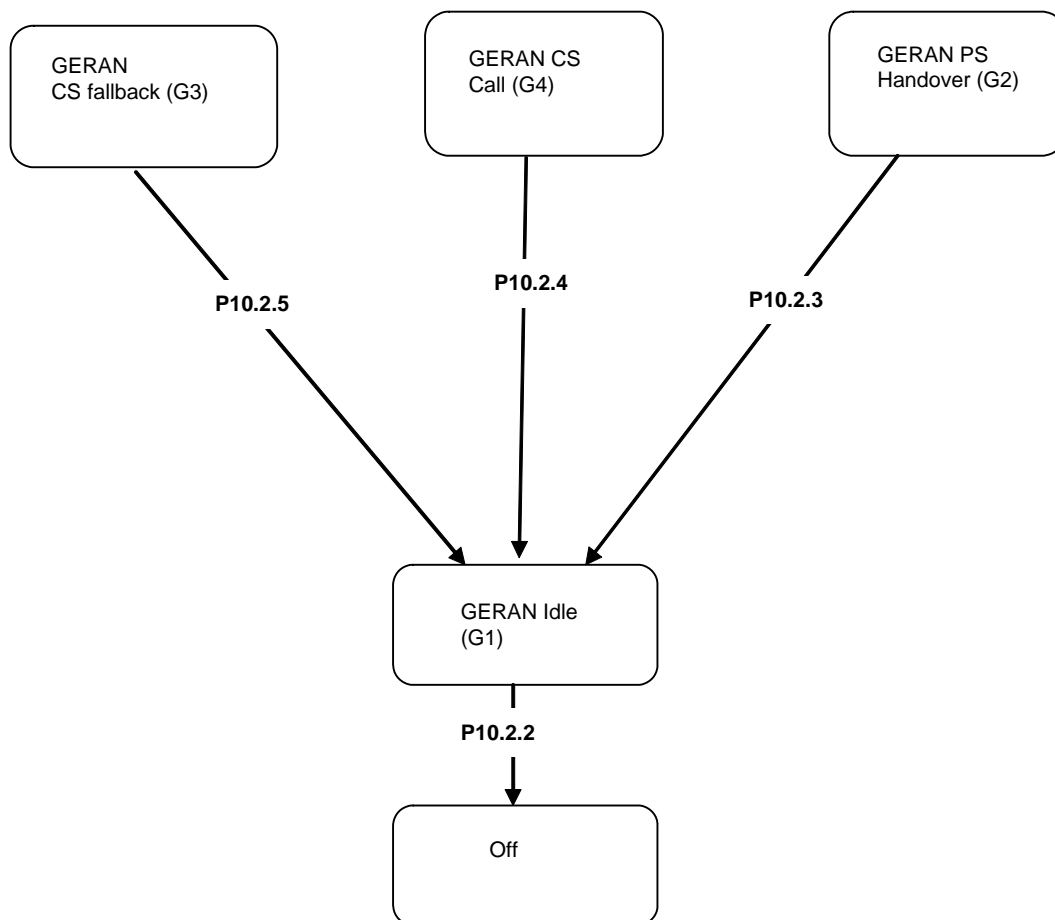 GERAN
CS fallback (G3)
GERAN CS
Call (G4)
GERAN PS
Handover (G2)
P10.2.5
P10.2.4
P10.2.3
GERAN Idle
(G1)
P10.2.2
Off